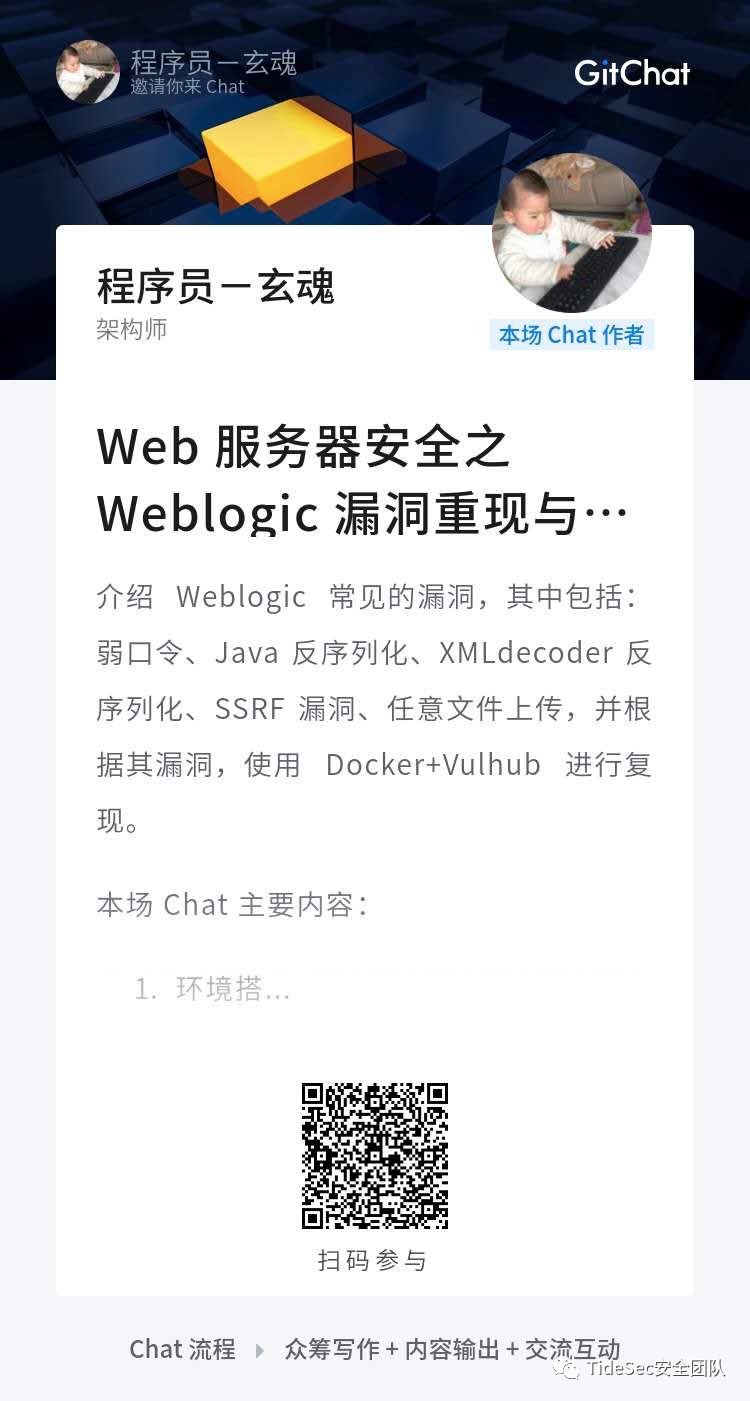 程序员－玄魂
邀请你来 Chat
GitChat
程序员－玄魂
架构师
本场 Chat 作者
Web 服务器安全之
Weblogic 漏洞重现与…
介绍 Weblogic 常见的漏洞，其中包括：
弱口令、Java 反序列化、XMLdecoder 反
序列化、SSRF 漏洞、任意文件上传，并根
据其漏洞，使用 Docker+Vulhub 进行复
现。
本场 Chat 主要内容：
1. 环境搭...
扫码参与
Chat 流程 众筹写作 + 内容输出 + 交流互动
TideSec安全团队